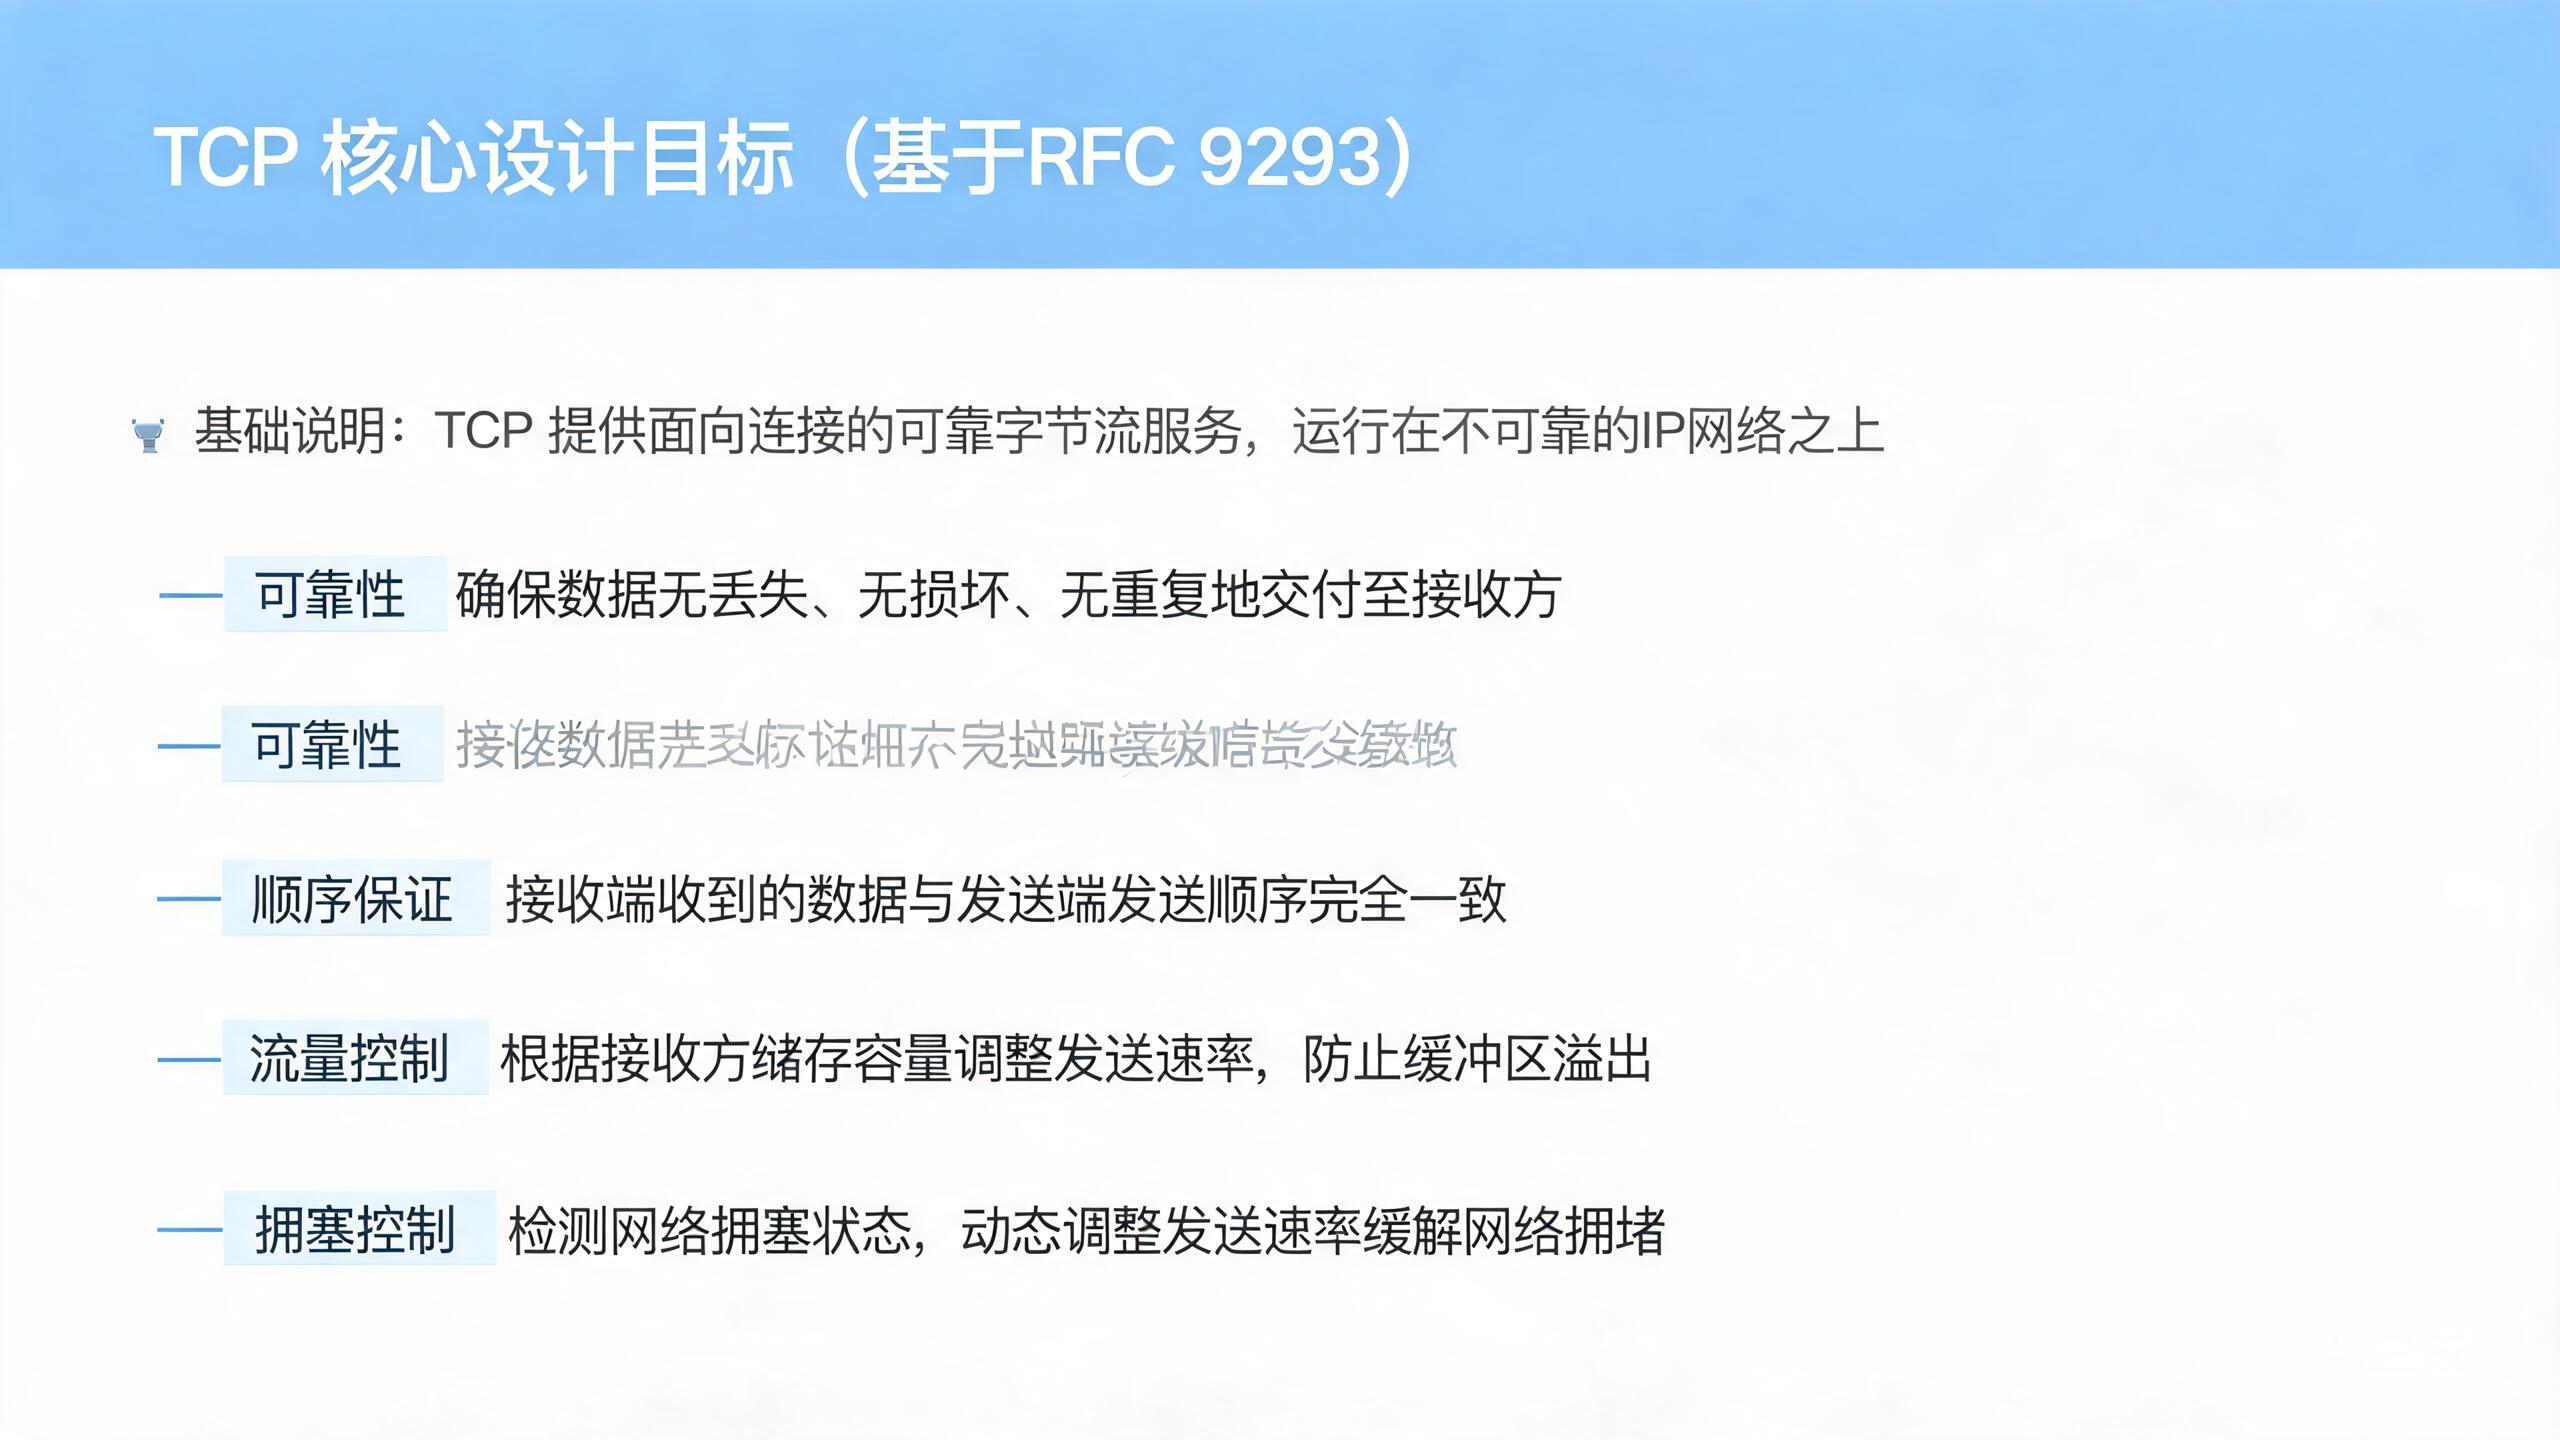 TCP 核心设计目标（基于RFC 9293）
基础说明：TCP 提供面向连接的可靠字节流服务，运行在不可靠的IP网络之上
可靠性 确保数据无丢失、无损坏、无重复地交付至接收方
可靠性
顺序保证 接收端收到的数据与发送端发送顺序完全一致
流量控制 根据接收方储存容量调整发送速率，防止缓冲区溢出
拥塞控制 检测网络拥塞状态，动态调整发送速率缓解网络拥堵